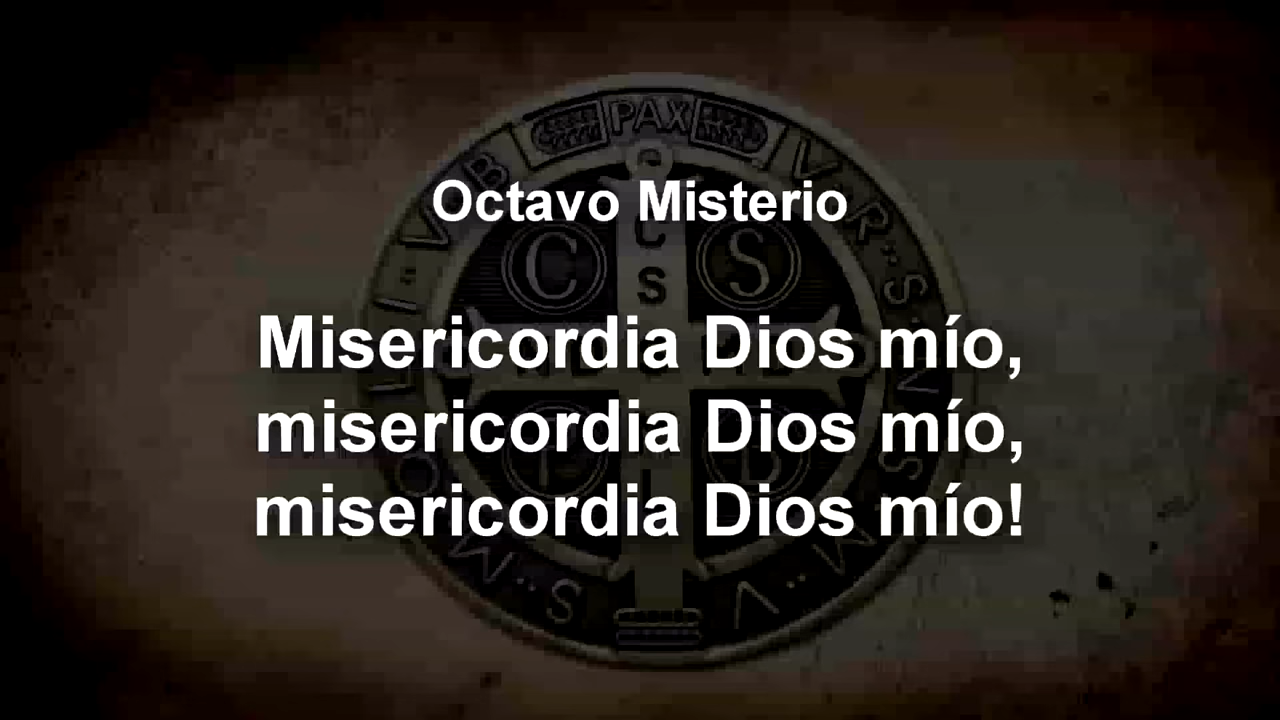 Octavo Misterio
Misericordia Dios mío,
misericordia Dios mío,
misericordia Dios mío!
PAX
C S
C
S